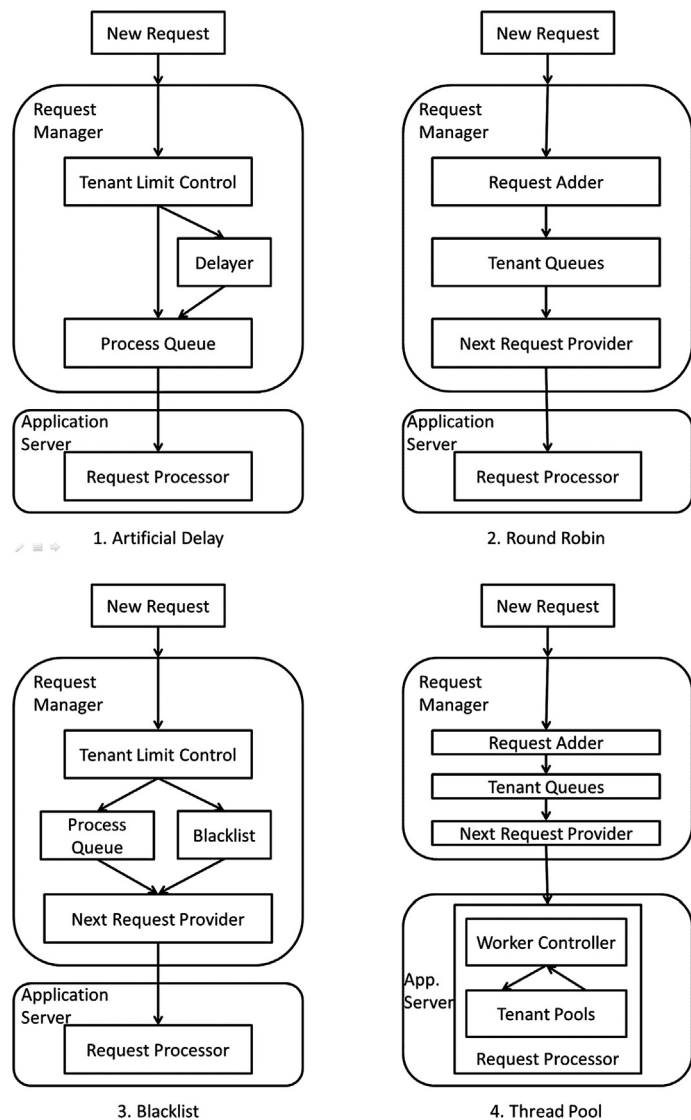 New Request
Request
Manager
Tenant Limit Control
Delayer
Process Queue
Application
Server
Request Processor
1. Artificial Delay
New Request
Request
Manager
Request Adder
Tenant Queues
Next Request Provider
Application
Server
Request Processor
2. Round Robin
New Request
Request
Manager
Tenant Limit Control
Process
Queue
Blacklist
Next Request Provider
Application
Server
Request Processor
3. Blacklist
New Request
Request
Manager
Request Adder
Tenant Queues
Next Request Provider
App.
Server
Worker Controller
Tenant Pools
Request Processor
4. Thread Pool